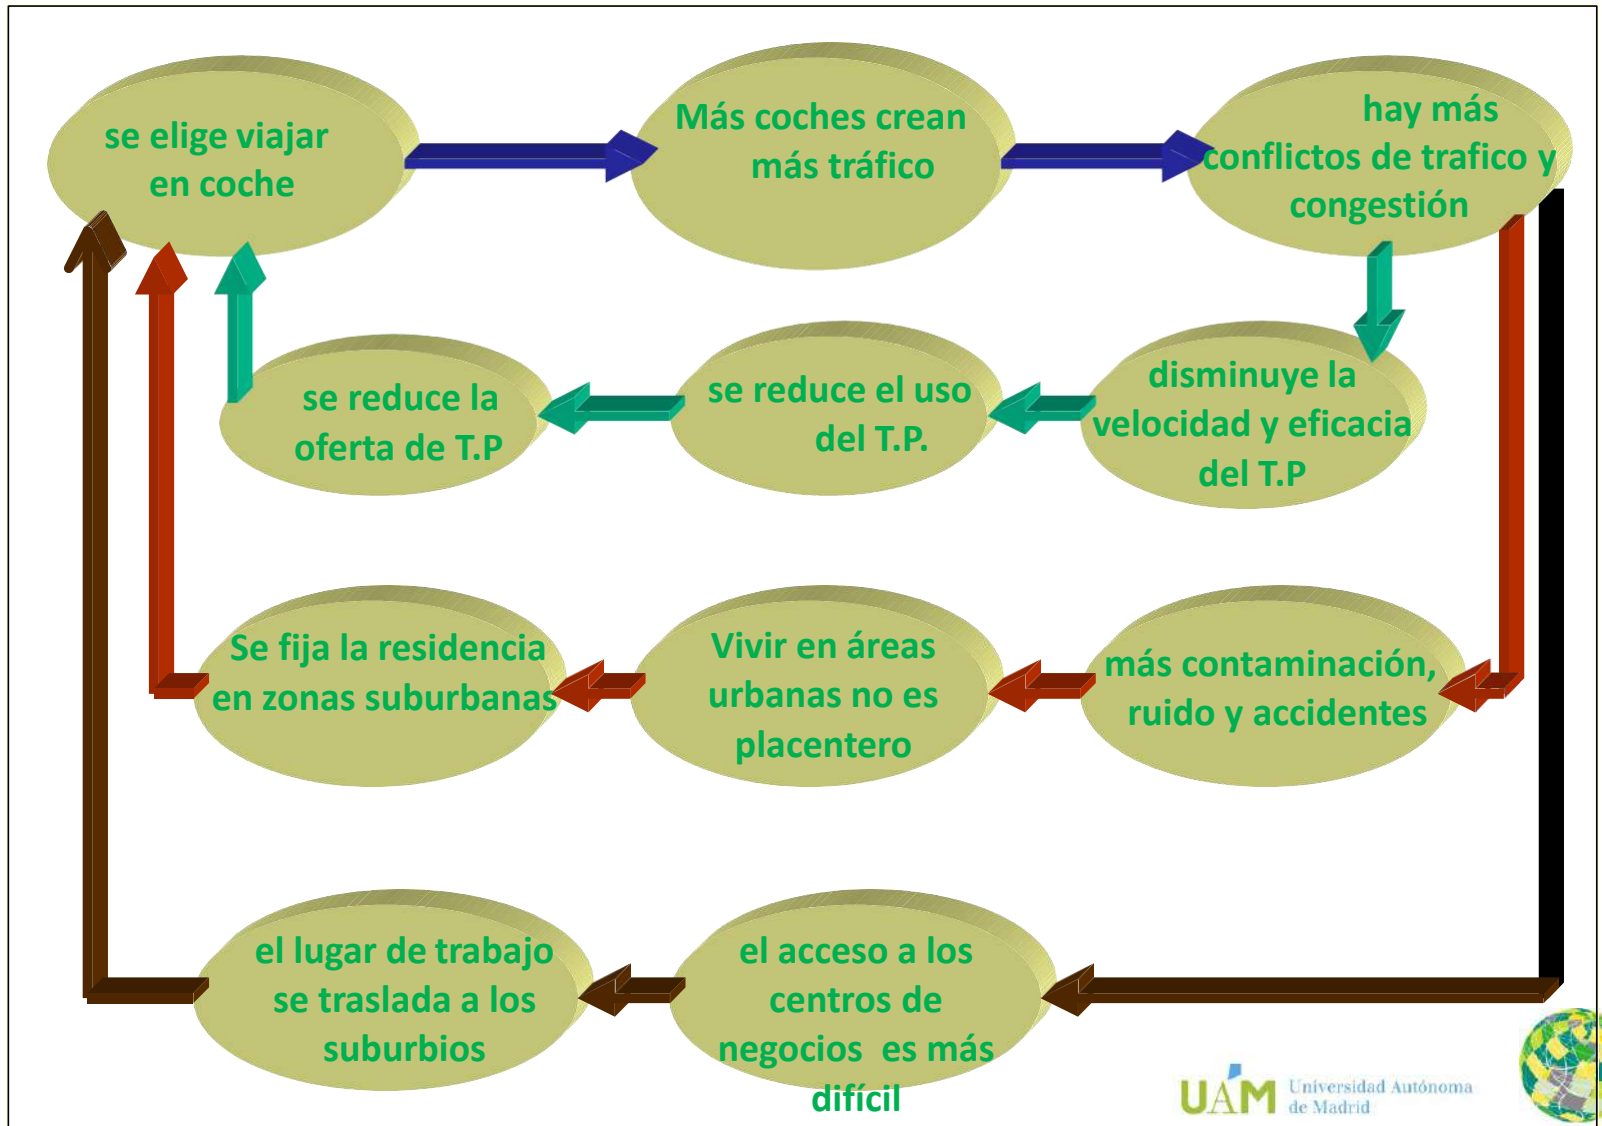 se elige viajar
en coche
Más coches crean
más tráfico
hay más
conflictos de trafico y
congestión
se reduce la
oferta de T.P
se reduce el uso
del T.P.
disminuye la
velocidad y eficacia
del T.P
Se fija la residencia
en zonas suburbanas
Vivir en áreas
urbanas no es
placentero
más contaminación,
ruido y accidentes
el lugar de trabajo
se traslada a los
suburbios
el acceso a los
centros de
negocios es más
difícil
UAM Universidad Autónoma
de Madrid